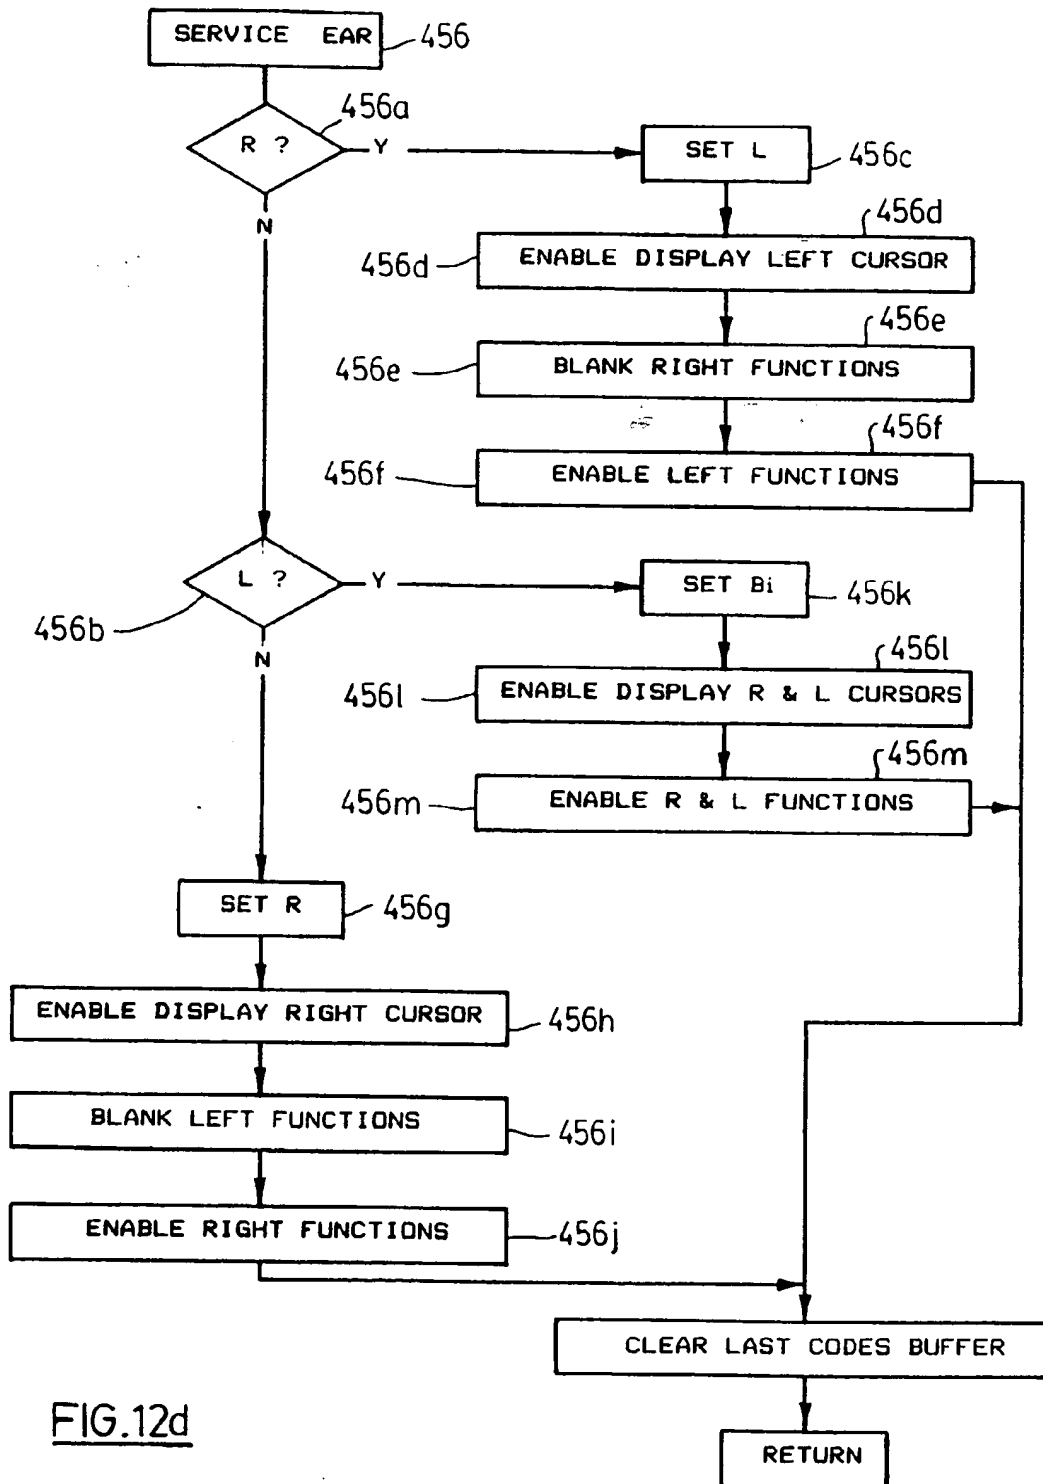 SERVICE EAR
456
456a
R ?
Y
SET L
456c
N
456d
456d
ENABLE DISPLAY LEFT CURSOR
456e
456e
BLANK RIGHT FUNCTIONS
456f
456f
ENABLE LEFT FUNCTIONS
L ?
Y
SET Bi
456k
456b
N
456l
456l
ENABLE DISPLAY R & L CURSORS
456m
456m
ENABLE R & L FUNCTIONS
SET R
456g
ENABLE DISPLAY RIGHT CURSOR
456h
BLANK LEFT FUNCTIONS
456i
ENABLE RIGHT FUNCTIONS
456j
CLEAR LAST CODES BUFFER
RETURN
FIG.12d